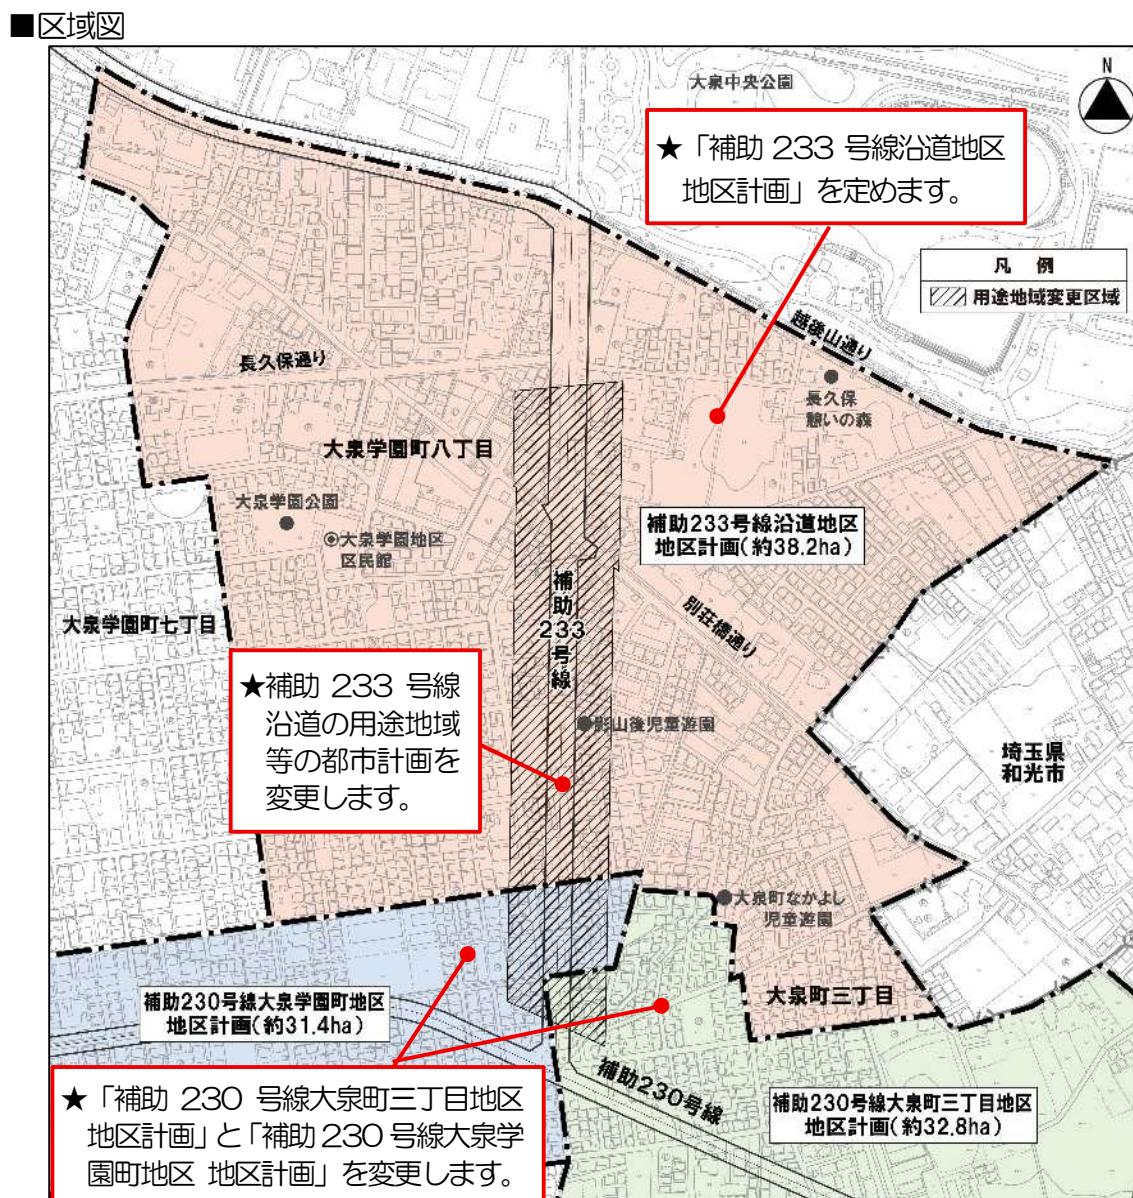 ■区域図
大泉中央公園
N
★「補助 233 号線沿道地区
地区計画」を定めます。
凡 例
用途地域変更区域
越後山通り
長久保通り
長久保
憩いの森
大泉学園町八丁目
大泉学園公園
大泉学園地区
区民館
補助233号線沿道地区
地区計画(約38.2ha)
補助233号線
別荘橋通り
大泉学園町七丁目
★補助 233 号線
沿道の用途地域
等の都市計画を
変更します。
影山後児童遊園
埼玉県
和光市
大泉町なかよし
児童遊園
大泉町三丁目
補助230号線大泉学園町地区
地区計画(約31.4ha)
補助230号線
補助230号線大泉町三丁目地区
地区計画(約32.8ha)
★「補助 230 号線大泉町三丁目地区
地区計画」と「補助 230 号線大泉学
園町地区 地区計画」を変更します。